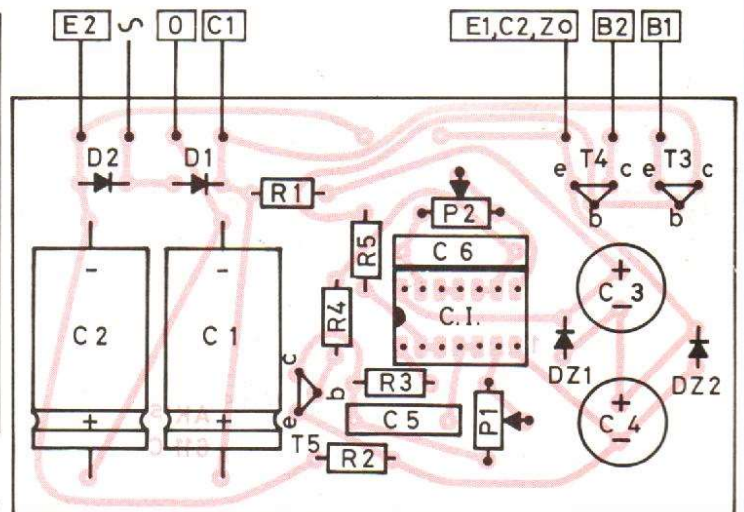 E2 ∽ 0 C1 E1,C2,Zo B2 B1
D2 D1 T4 T3
e c e c
b b
R1 P2
R5 C 6
- - + C 3 -
R4 C.I.
C 2 C 1
c DZ1 DZ2
b R3
e C 5 P1 + C 4 -
+ +
T5 R2